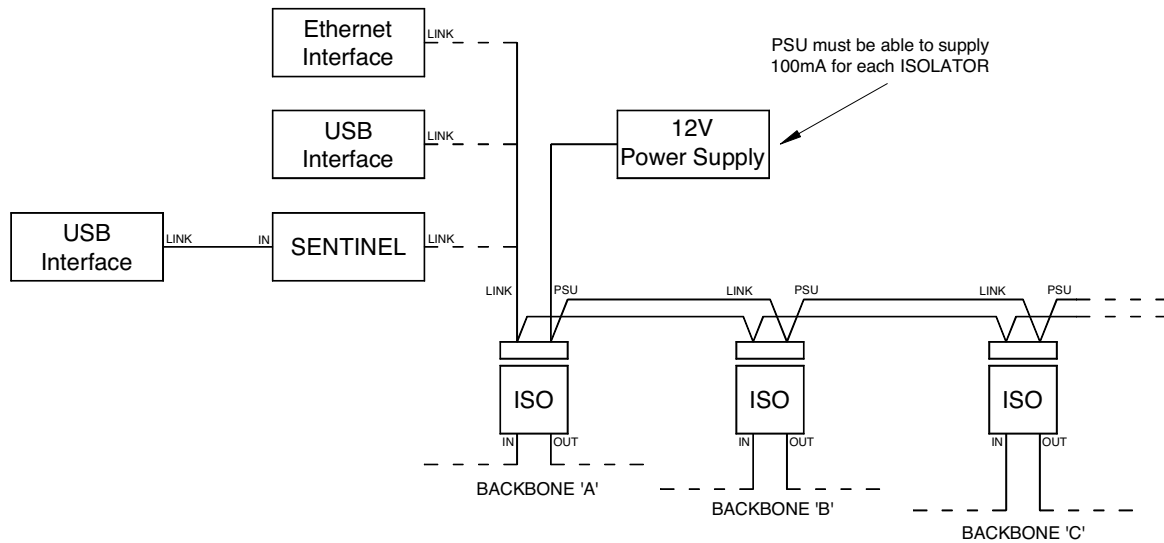 Ethernet
Interface
LINK
PSU must be able to supply
100mA for each ISOLATOR
USB
Interface
LINK
12V
Power Supply
USB
Interface
LINK
IN
SENTINEL
LINK
LINK
PSU
LINK
PSU
LINK
PSU
ISO
ISO
ISO
IN
OUT
IN
OUT
IN
OUT
BACKBONE 'A'
BACKBONE 'B'
BACKBONE 'C'